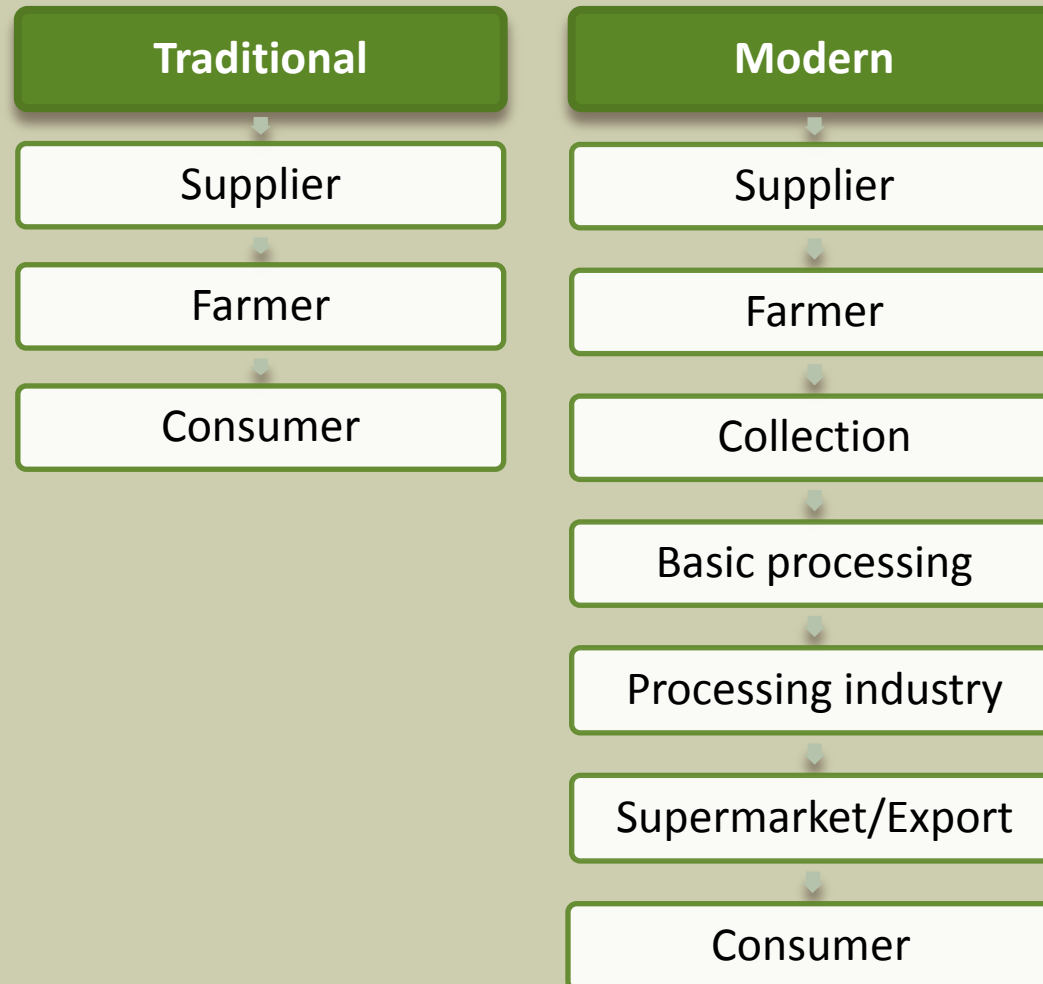 Traditional
Supplier
Farmer
Consumer
Modern
Supplier
Farmer
Collection
Basic processing
Processing industry
Supermarket/Export
Consumer